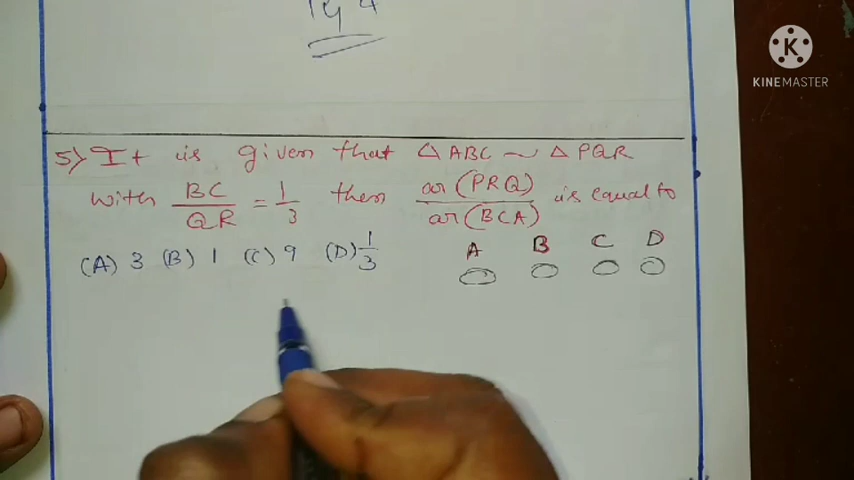 K
KINEMASTER
5) It is given that △ ABC ~ △ PQR
with BC/QR = 1/3 then ar (PRQ)/ar (BCA) is equal to
(A) 3 (B) 1 (C) 9 (D) 1/3
A B C D